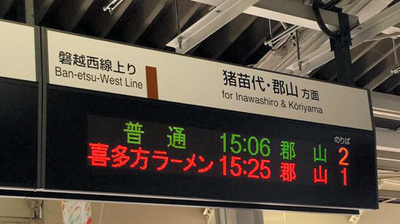 磐越西線上り
Ban-etsu-West Line
猪苗代・郡山 方面
for Inawashiro & Kōriyama
のりば
普通 15:06 郡山 2
喜多方ラーメン 15:25 郡山 1